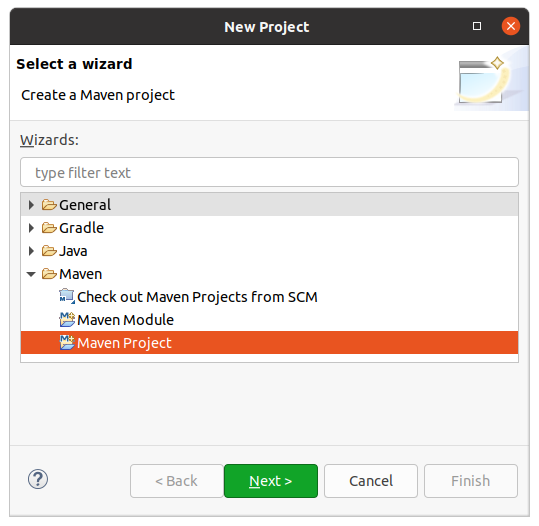 New Project
Select a wizard
Create a Maven project
Wizards:
type filter text
General
Gradle
Java
Maven
Check out Maven Projects from SCM
Maven Module
Maven Project
? < Back Next > Cancel Finish